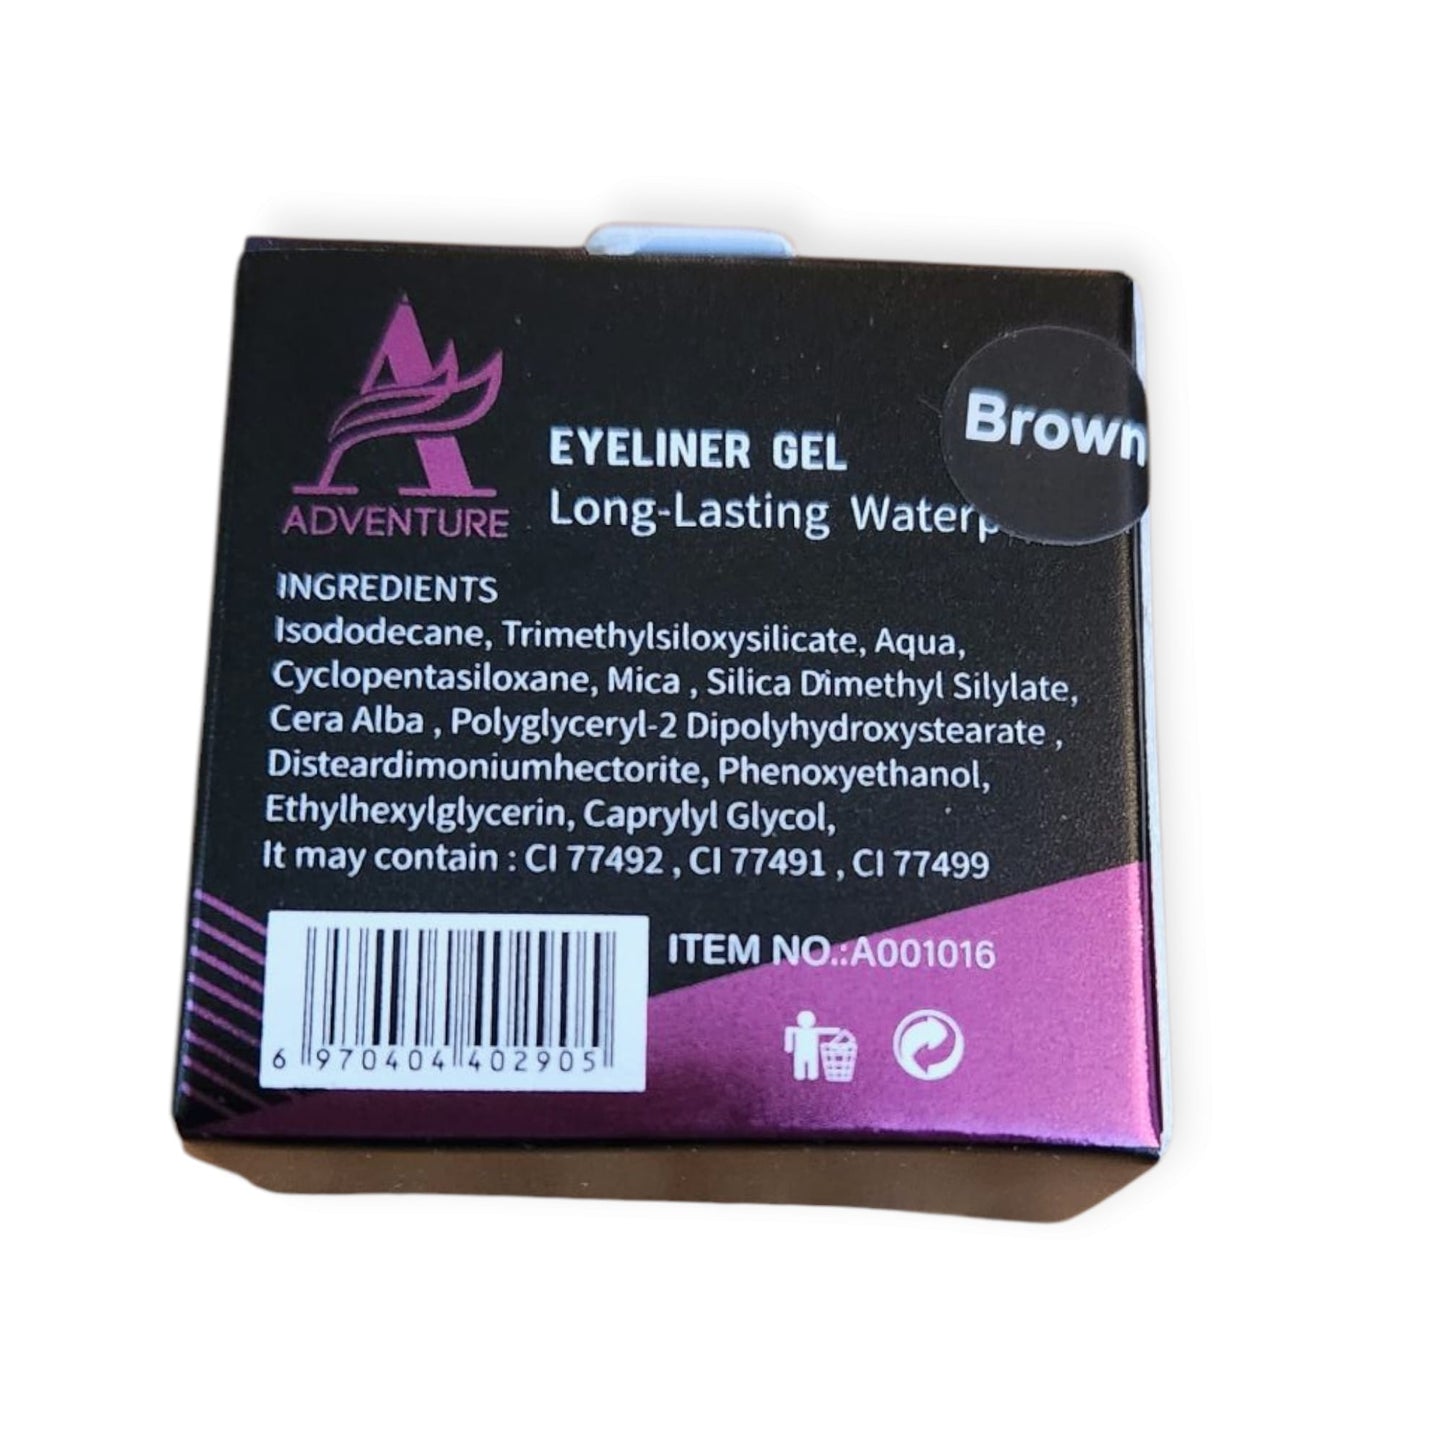 ADVENTURE
EYELINER GEL
Long-Lasting
Brown
INGREDIENTS
Isododecane, Trimethylsiloxysilicate, Aqua,
Cyclopentasiloxane, Mica , Silica Dimethyl Silylate,
Cera Alba , Polyglyceryl-2 Dipolyhydroxystearate ,
Disteardimoniumhectorite, Phenoxyethanol,
Ethylhexylglycerin, Caprylyl Glycol,
It may contain : CI 77492 , CI 77491 , CI 77499
ITEM NO.:A001016
6 970404 402905